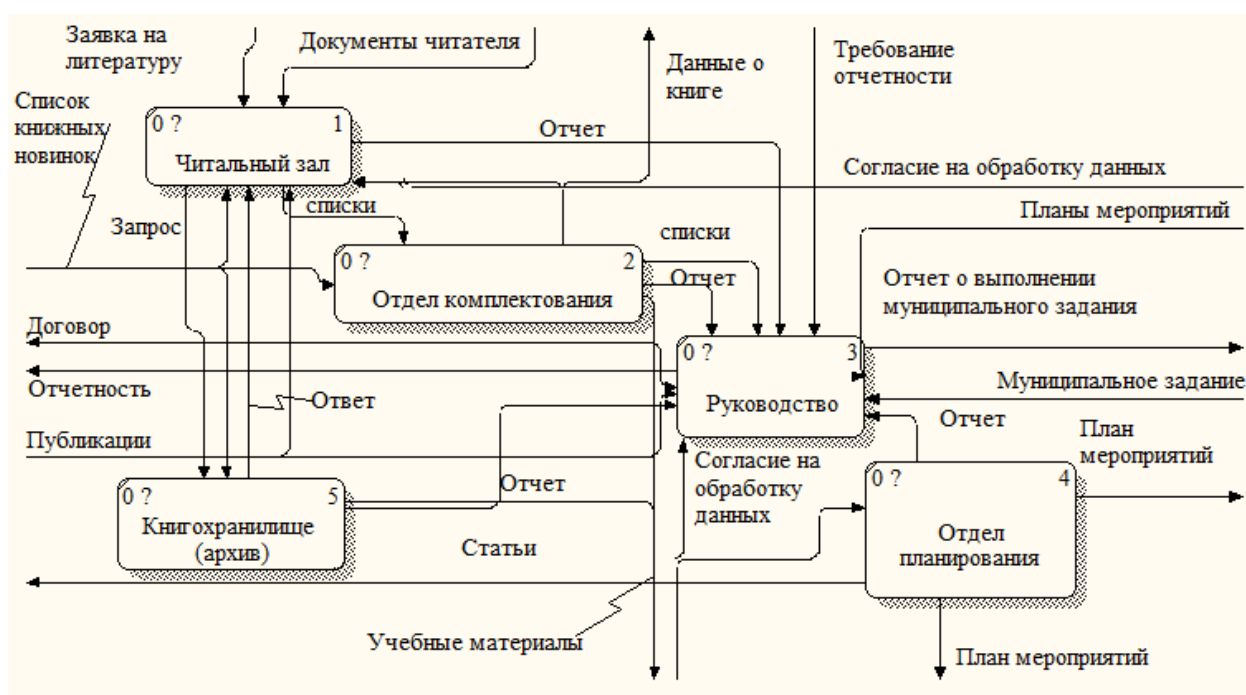 Заявка на
литературу
Документы читателя
Данные о
книге
Требование
отчетности
Список
книжных
новинок
0 ?
1
Читальный зал
Отчет
Согласие на обработку данных
Планы мероприятий
Запрос
списки
списки
0 ?
2
Отдел комплектования
Отчет
Отчет о выполнении
муниципального задания
Договор
0 ?
3
Руководство
Отчетность
Муниципальное задание
Ответ
Публикации
Отчет
План
мероприятий
Согласие на
обработку
данных
0 ?
5
Книгохранилище
(архив)
Отчет
0 ?
4
Отдел
планирования
Статьи
Учебные материалы
План мероприятий